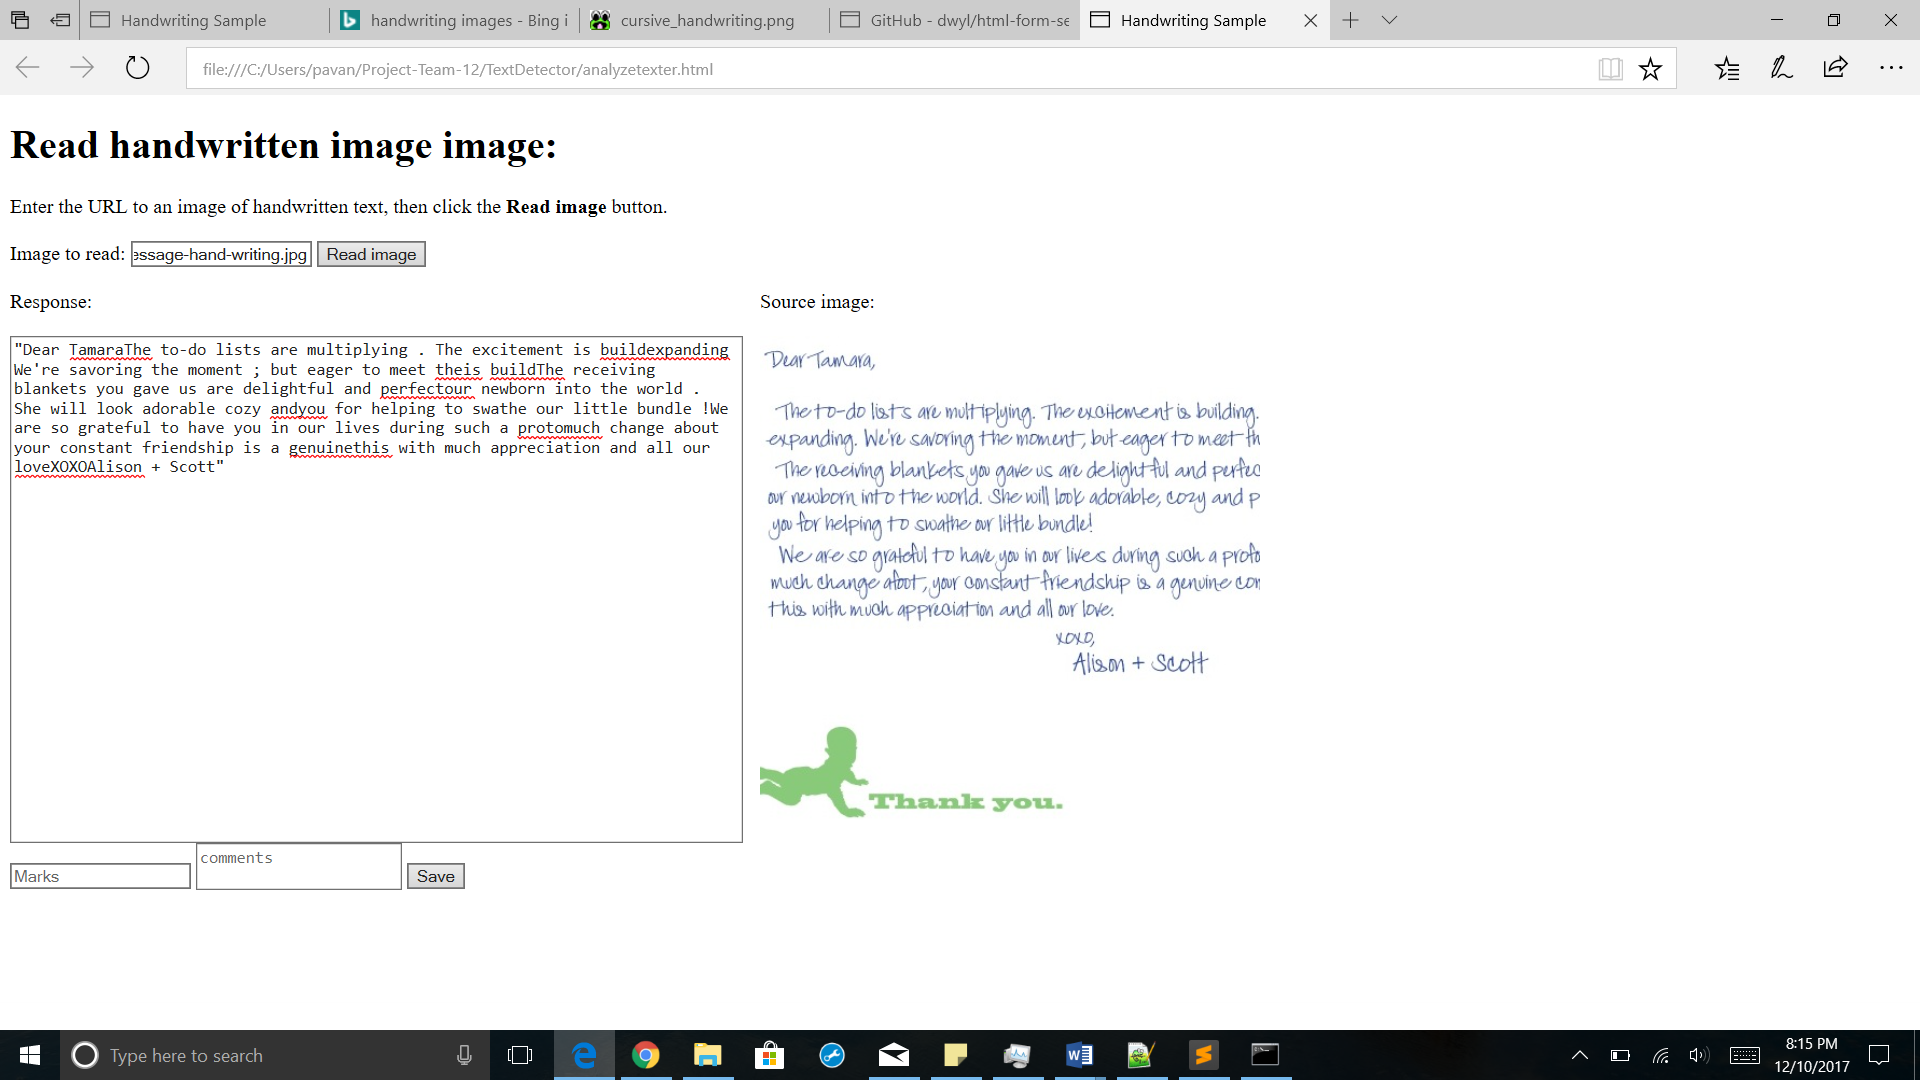 Handwriting Sample
handwriting images - Bing i
cursive_handwriting.png
GitHub - dwyl/html-form-se
Handwriting Sample
file:///C:/Users/pavan/Project-Team-12/TextDetector/analyzetexter.html
Read handwritten image image:
Enter the URL to an image of handwritten text, then click the Read image button.
Image to read: essage-hand-writing.jpg Read image
Response:
"Dear TamaraThe to-do lists are multiplying . The excitement is buildexpanding
We're savoring the moment ; but eager to meet theis buildThe receiving
blankets you gave us are delightful and perfectour newborn into the world .
She will look adorable cozy andyou for helping to swathe our little bundle !We
are so grateful to have you in our lives during such a protomuch change about
your constant friendship is a genuinethis with much appreciation and all our
loveXOXOAlison + Scott"
Marks
comments
Save
Source image:
Dear Tamara,
The to-do lists are multiplying. The excitement is building.
expanding. We're savoring the moment, but eager to meet th
The receiving blankets you gave us are delightful and perfec
our newborn into the world. She will look adorable, cozy and p
you for helping to swathe our little bundle!
We are so grateful to have you in our lives during such a profo
much change afoot, your constant friendship is a genuine con
this with much appreciation and all our love.
xoxo,
Alison + Scott
Thank you.
Type here to search
8:15 PM
12/10/2017